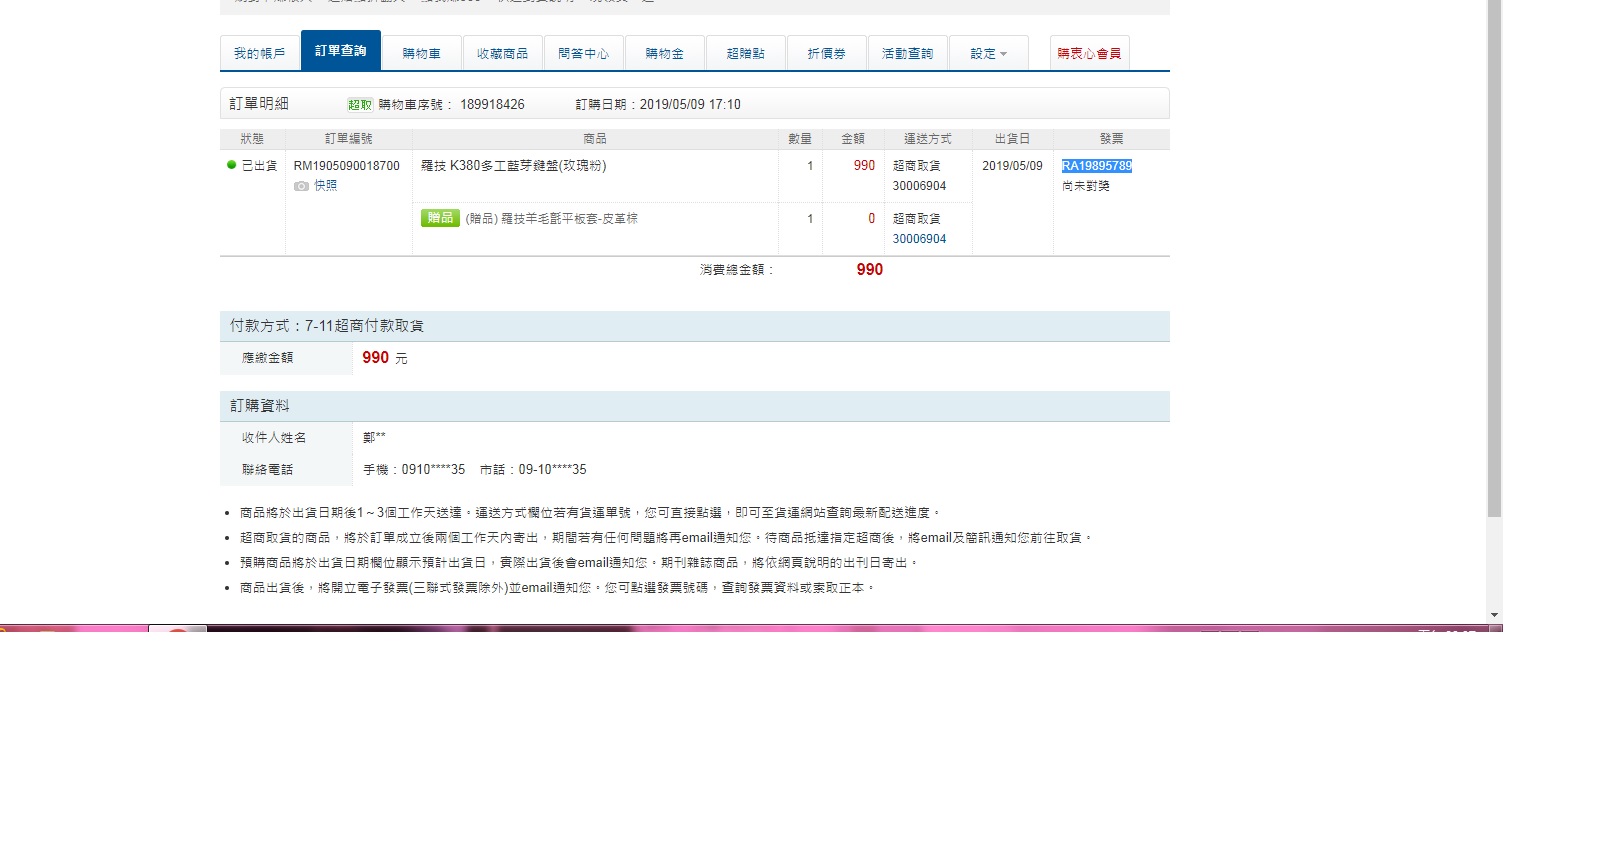 我的帳戶 訂單查詢 購物車 收藏商品 問答中心 購物金 超贈點 折價券 活動查詢 設定 購衷心會員
訂單明細 超取 購物車序號： 189918426 訂購日期：2019/05/09 17:10
狀態 訂單編號 商品 數量 金額 運送方式 出貨日 發票
已出貨 RM1905090018700 羅技 K380多工藍芽鍵盤(玫瑰粉) 1 990 超商取貨 2019/05/09 RA19895789
快照 30006904 尚未對獎
贈品 (贈品) 羅技羊毛氈平板套-皮革棕 1 0 超商取貨
30006904
消費總金額： 990
付款方式：7-11超商付款取貨
應繳金額 990 元
訂購資料
收件人姓名 鄭**
聯絡電話 手機：0910****35 市話：09-10****35
• 商品將於出貨日期後1～3個工作天送達。運送方式欄位若有貨運單號，您可直接點選，即可至貨運網站查詢最新配送進度。
• 超商取貨的商品，將於訂單成立後兩個工作天內寄出，期間若有任何問題將再email通知您。待商品抵達指定超商後，將email及簡訊通知您前往取貨。
• 預購商品將於出貨日期欄位顯示預計出貨日，實際出貨後會email通知您。期刊雜誌商品，將依網頁說明的出刊日寄出。
• 商品出貨後，將開立電子發票(三聯式發票除外)並email通知您。您可點選發票號碼，查詢發票資料或索取正本。